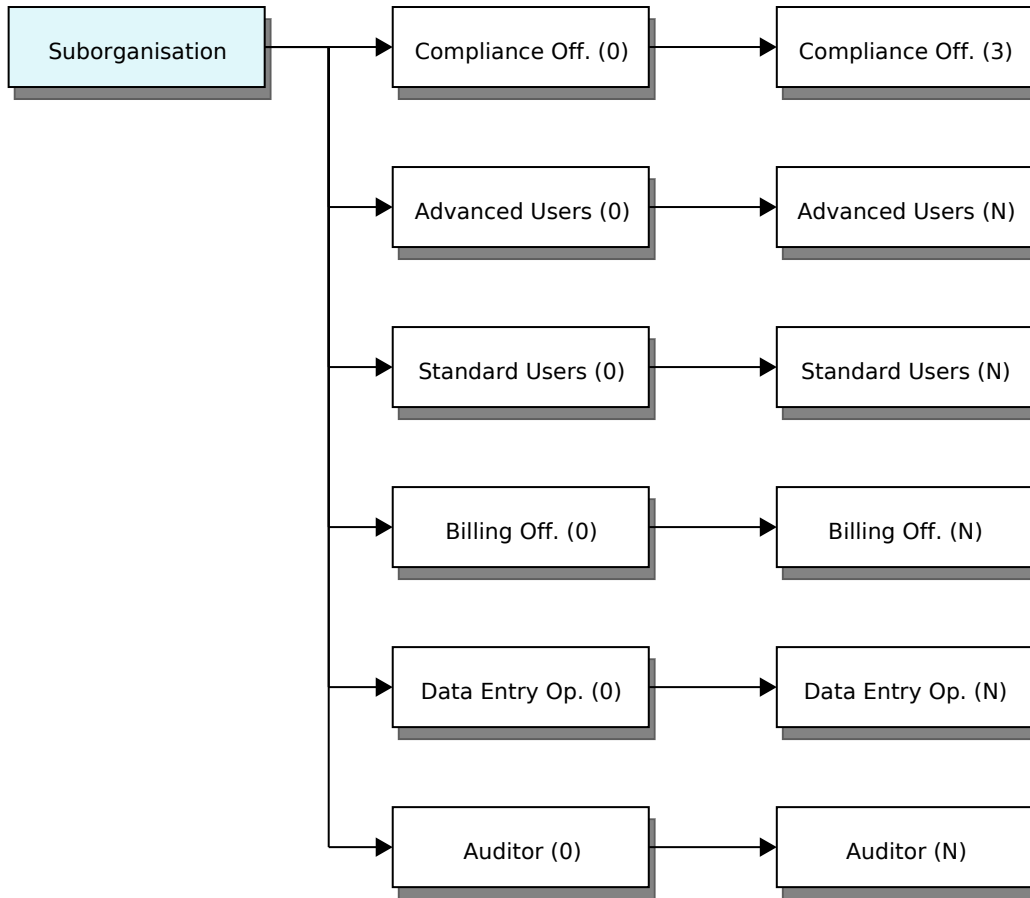 Suborganisation
Compliance Off. (0)
Compliance Off. (3)
Advanced Users (0)
Advanced Users (N)
Standard Users (0)
Standard Users (N)
Billing Off. (0)
Billing Off. (N)
Data Entry Op. (0)
Data Entry Op. (N)
Auditor (0)
Auditor (N)